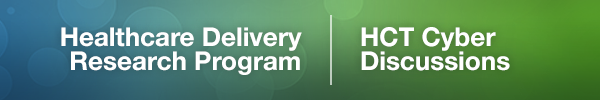 Healthcare Delivery
Research Program
HCT Cyber
Discussions